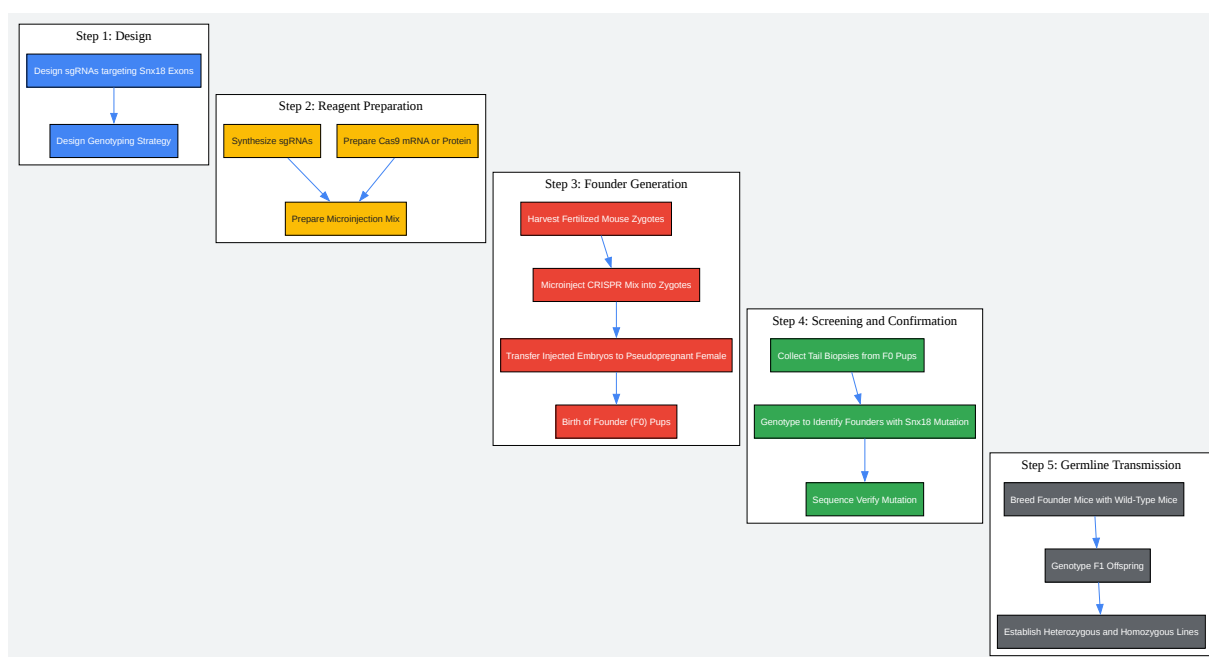 Step 1: Design
Design sgRNAs targeting Snx18 Exons
Design Genotyping Strategy
Step 2: Reagent Preparation
Synthesize sgRNAs
Prepare Cas9 mRNA or Protein
Prepare Microinjection Mix
Step 3: Founder Generation
Harvest Fertilized Mouse Zygotes
Microinject CRISPR Mix into Zygotes
Transfer Injected Embryos to Pseudopregnant Female
Birth of Founder (F0) Pups
Step 4: Screening and Confirmation
Collect Tail Biopsies from F0 Pups
Genotype to Identify Founders with Snx18 Mutation
Sequence Verify Mutation
Step 5: Germline Transmission
Breed Founder Mice with Wild-Type Mice
Genotype F1 Offspring
Establish Heterozygous and Homozygous Lines